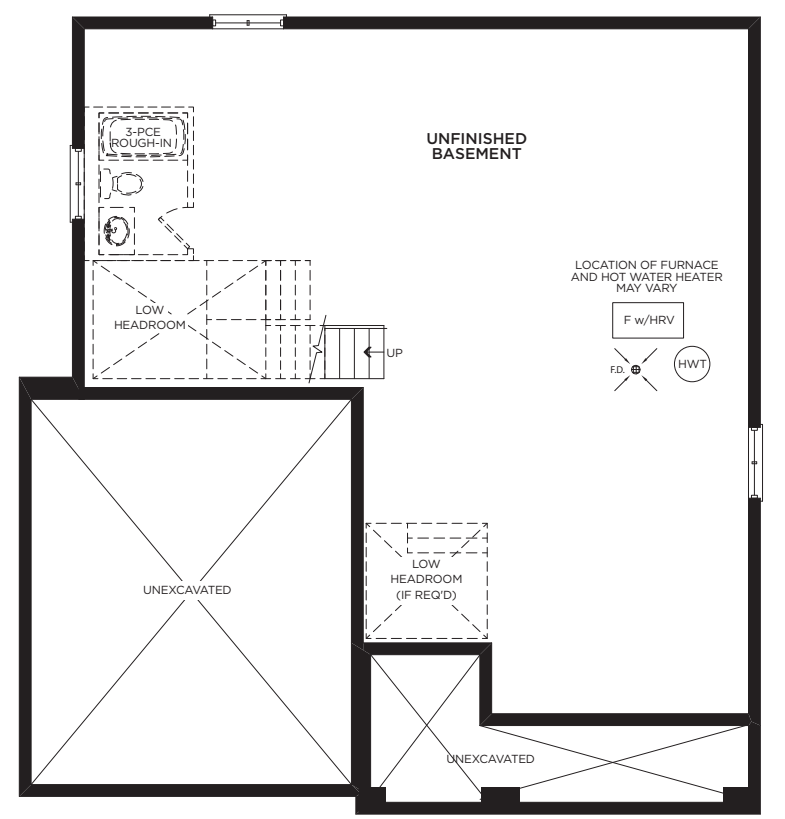 3-PCE
ROUGH-IN
UNFINISHED
BASEMENT
LOCATION OF FURNACE
AND HOT WATER HEATER
MAY VARY
F w/HRV
LOW
HEADROOM
UP
F.D.
HWT
LOW
HEADROOM
(IF REQ'D)
UNEXCAVATED
UNEXCAVATED